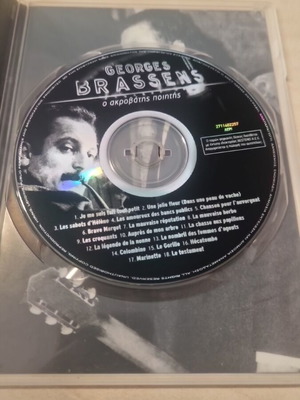 GEORGES
BRASSENS
ο ακροβάτης ποιητής
1. Je me suis fait tout petit 2. Une jolie fleur (Dans une peau de vache)
3. Les sabots d'Hélène 4. Les amoureux des bancs publics 5. Chanson pour l'auvergnat
6. Brave Margot 7. La mauvaise réputation 8. La mauvaise herbe
9. Les croquants 10. Auprès de mon arbre 11. La chasse aux papillons
12. La légende de la nonne 13. Le nombril des femmes d'agents
14. Colombine 15. Le Gorille 16. Hécatombe
17. Marinette 18. Le testament